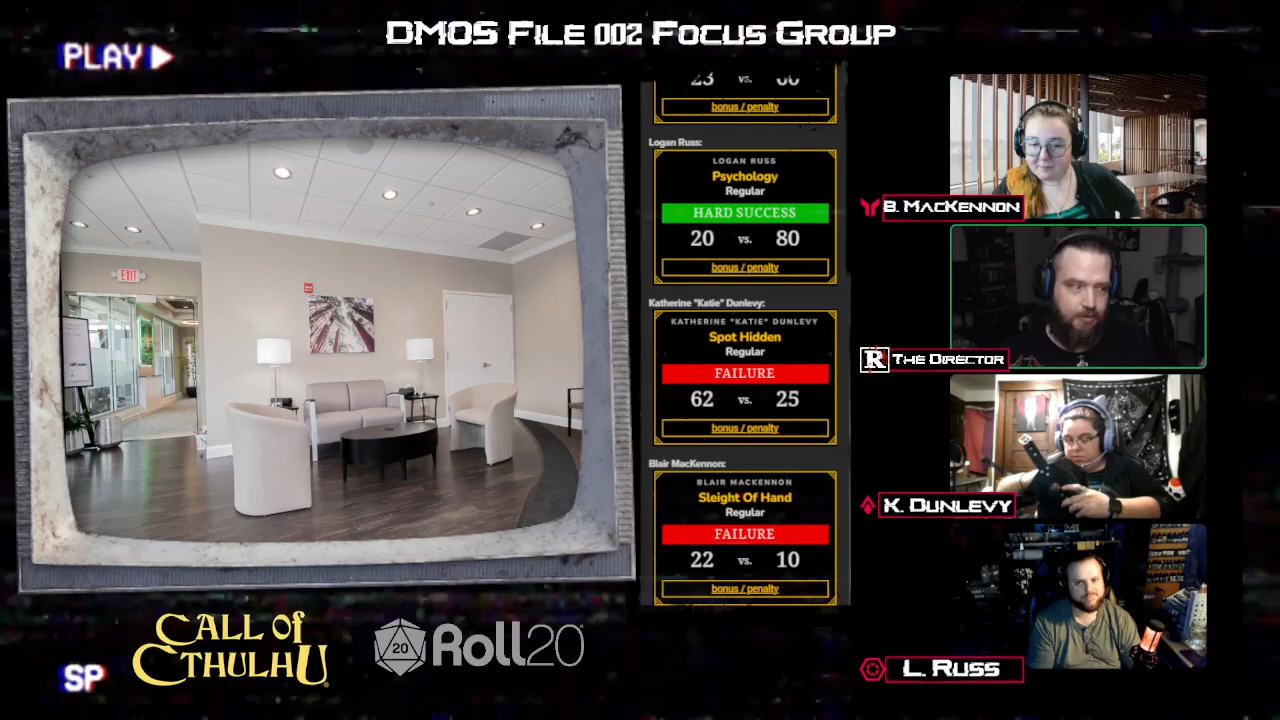 DMOS File 002 Focus Group
PLAY
EXIT
23 vs.
bonus / penalty
Logan Russ:
LOGAN RUSS
Psychology
Regular
HARD SUCCESS
20 vs. 80
bonus / penalty
Katherine "Katie" Dunlevy:
KATHERINE "KATIE" DUNLEVY
Spot Hidden
Regular
FAILURE
62 vs. 25
bonus / penalty
Blair MacKennon:
BLAIR MACKENNON
Sleight Of Hand
Regular
FAILURE
22 vs. 10
bonus / penalty
B. MacKennon
R The Director
K. Dunlevy
L. Russ
CALL of CTHULHU
20 Roll20
SP